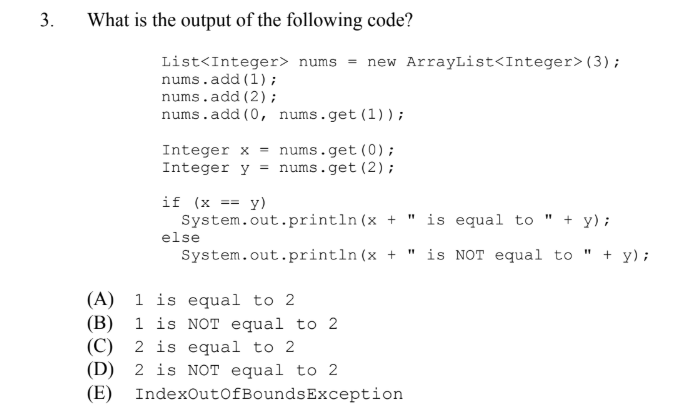 3. What is the output of the following code?
List<Integer> nums = new ArrayList<Integer>(3);
nums.add(1);
nums.add(2);
nums.add(0, nums.get(1));
Integer x = nums.get(0);
Integer y = nums.get(2);
if (x == y)
System.out.println(x + " is equal to " + y);
else
System.out.println(x + " is NOT equal to " + y);
(A) 1 is equal to 2
(B) 1 is NOT equal to 2
(C) 2 is equal to 2
(D) 2 is NOT equal to 2
(E) IndexOutOfBoundsException